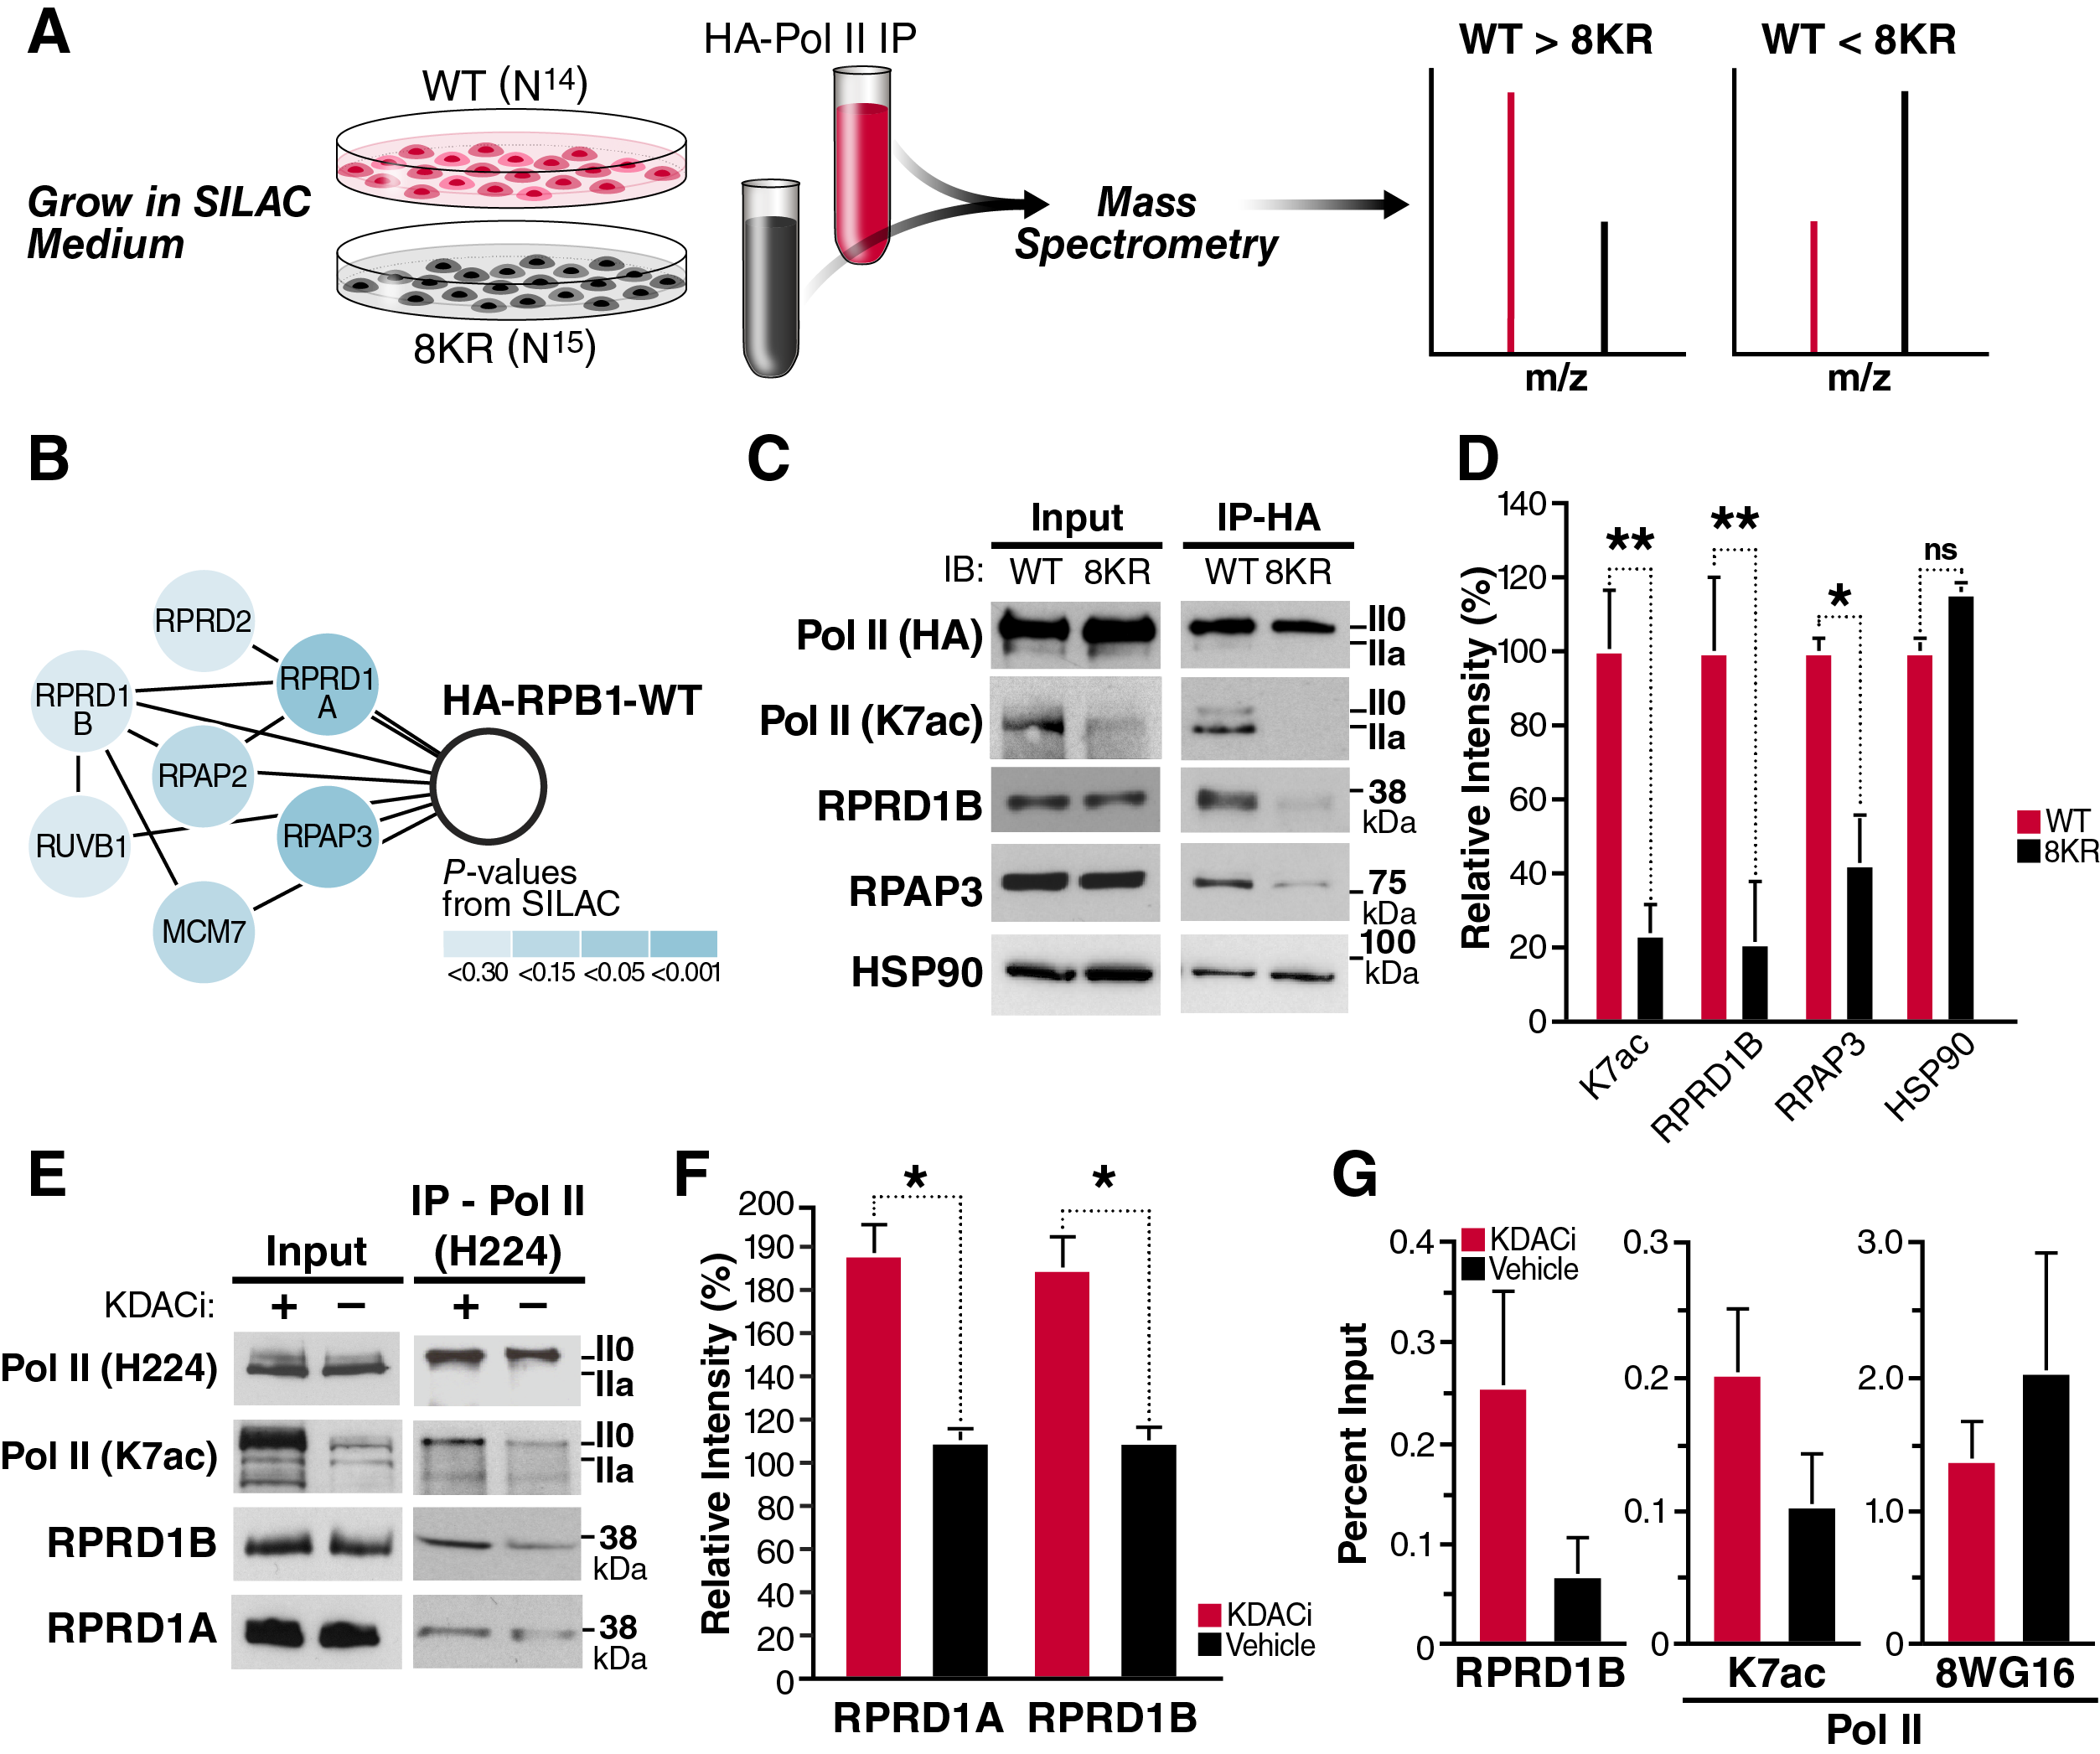 A
HA-Pol II IP
WT > 8KR
WT < 8KR
WT (N14)
Grow in SILAC
Medium
Mass
Spectrometry
8KR (N15)
m/z
m/z
B
RPRD2
RPRD1
A
RPRD1
B
HA-RPB1-WT
RPAP2
RUVB1
RPAP3
MCM7
P-values
from SILAC
<0.30 <0.15 <0.05 <0.001
C
Input
IP-HA
IB: WT 8KR WT 8KR
Pol II (HA)
II0
IIa
Pol II (K7ac)
II0
IIa
RPRD1B
38
kDa
RPAP3
75
kDa
HSP90
100
kDa
D
Relative Intensity (%)
140
120
100
80
60
40
20
0
**
**
*
ns
WT
8KR
K7ac
RPRD1B
RPAP3
HSP90
E
Input
IP - Pol II
(H224)
KDACi: + − + −
Pol II (H224)
II0
IIa
Pol II (K7ac)
II0
IIa
RPRD1B
38
kDa
RPRD1A
38
kDa
F
Relative Intensity (%)
200
190
180
160
140
120
100
80
60
40
20
0
*
*
KDACi
Vehicle
RPRD1A RPRD1B
G
Percent Input
KDACi
Vehicle
0.4
0.3
0.2
0.1
0
RPRD1B
0.3
0.2
0.1
0
K7ac
3.0
2.0
1.0
0
8WG16
Pol II